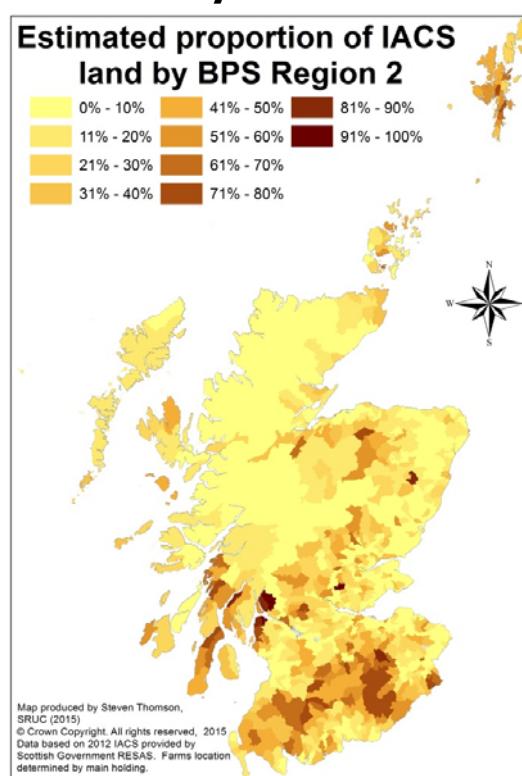 Estimated proportion of IACS
land by BPS Region 2
0% - 10%
11% - 20%
21% - 30%
31% - 40%
41% - 50%
51% - 60%
61% - 70%
71% - 80%
81% - 90%
91% - 100%
N
W
E
S
Map produced by Steven Thomson,
SRUC (2015)
© Crown Copyright. All rights reserved, 2015
Data based on 2012 IACS provided by
Scottish Government RESAS. Farms location
determined by main holding.